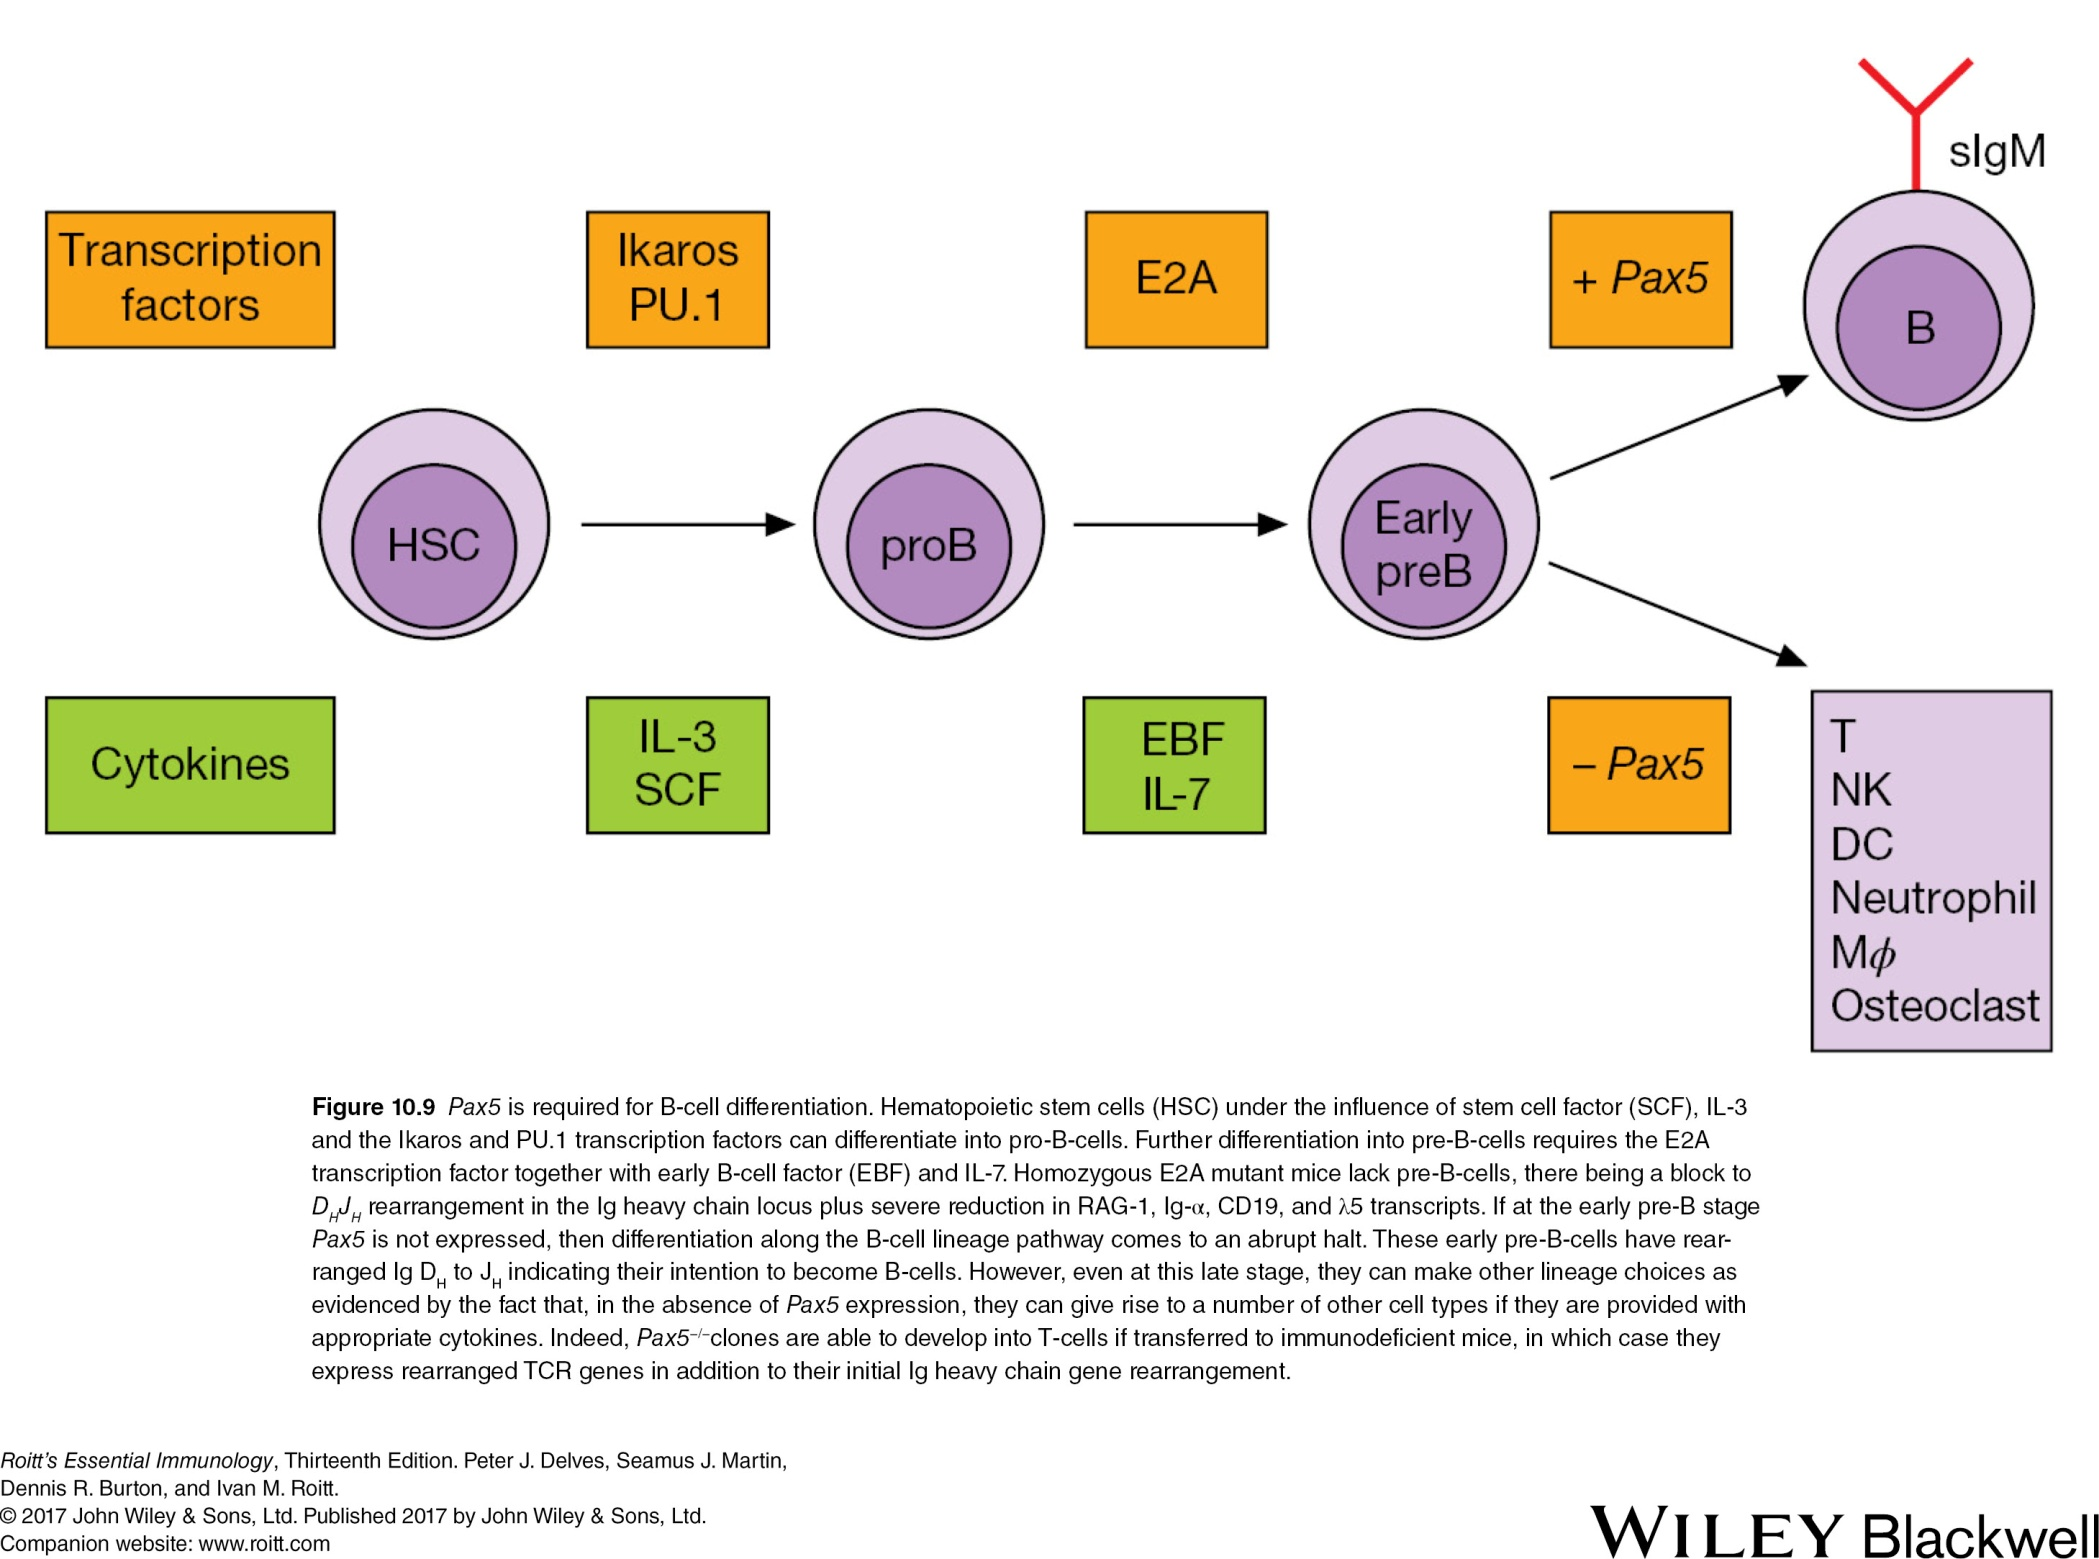 sIgM
Transcription
factors
Ikaros
PU.1
E2A
+ Pax5
B
HSC
proB
Early
preB
Cytokines
IL-3
SCF
EBF
IL-7
– Pax5
T
NK
DC
Neutrophil
Mϕ
Osteoclast
Figure 10.9 Pax5 is required for B-cell differentiation. Hematopoietic stem cells (HSC) under the influence of stem cell factor (SCF), IL-3
and the Ikaros and PU.1 transcription factors can differentiate into pro-B-cells. Further differentiation into pre-B-cells requires the E2A
transcription factor together with early B-cell factor (EBF) and IL-7. Homozygous E2A mutant mice lack pre-B-cells, there being a block to
DHJH rearrangement in the Ig heavy chain locus plus severe reduction in RAG-1, Ig-α, CD19, and λ5 transcripts. If at the early pre-B stage
Pax5 is not expressed, then differentiation along the B-cell lineage pathway comes to an abrupt halt. These early pre-B-cells have rear-
ranged Ig DH to JH indicating their intention to become B-cells. However, even at this late stage, they can make other lineage choices as
evidenced by the fact that, in the absence of Pax5 expression, they can give rise to a number of other cell types if they are provided with
appropriate cytokines. Indeed, Pax5–/–clones are able to develop into T-cells if transferred to immunodeficient mice, in which case they
express rearranged TCR genes in addition to their initial Ig heavy chain gene rearrangement.
Roitt's Essential Immunology, Thirteenth Edition. Peter J. Delves, Seamus J. Martin,
Dennis R. Burton, and Ivan M. Roitt.
© 2017 John Wiley & Sons, Ltd. Published 2017 by John Wiley & Sons, Ltd.
Companion website: www.roitt.com
WILEY Blackwell